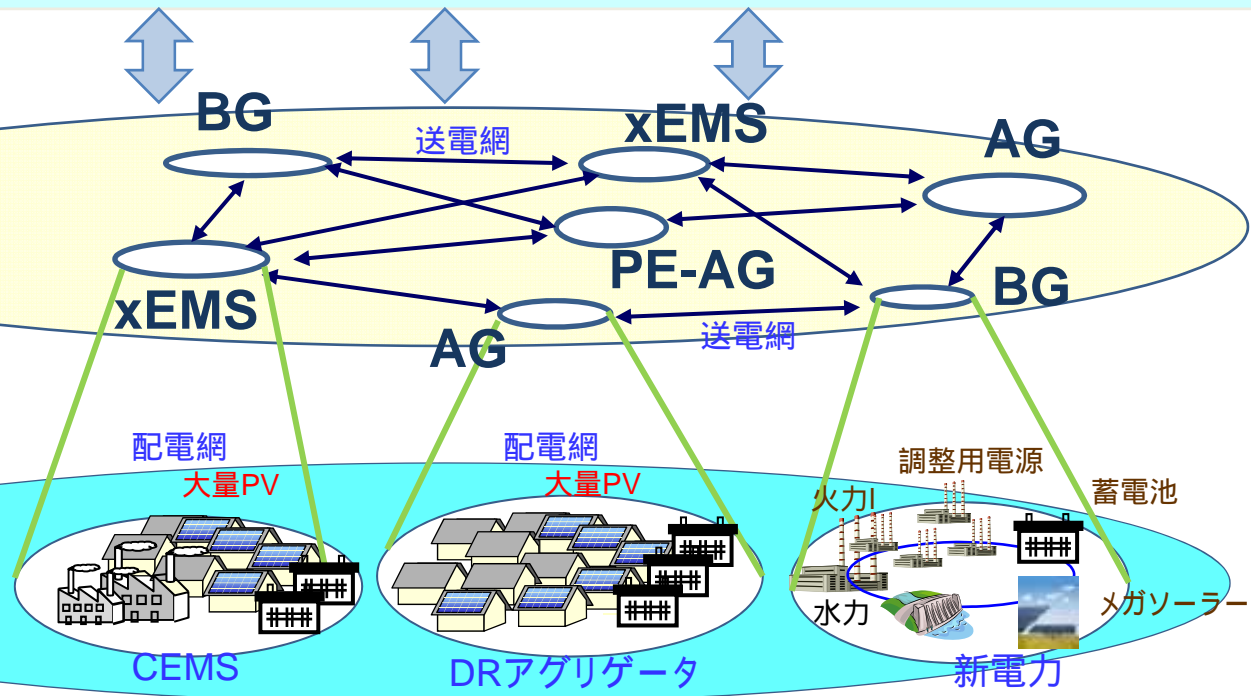 BG
送電網
xEMS
AG
PE-AG
xEMS
BG
AG
送電網
配電網
大量PV
配電網
大量PV
調整用電源
火力I
蓄電池
水力
メガソーラー
CEMS
DRアグリゲータ
新電力